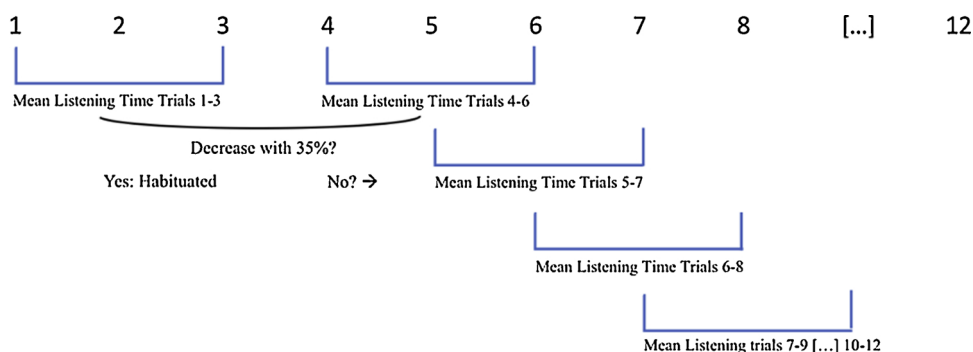 1 2 3 4 5 6 7 8 [...] 12
Mean Listening Time Trials 1-3 Mean Listening Time Trials 4-6
Decrease with 35%?
Yes: Habituated No? → Mean Listening Time Trials 5-7
Mean Listening Time Trials 6-8
Mean Listening trials 7-9 [...] 10-12